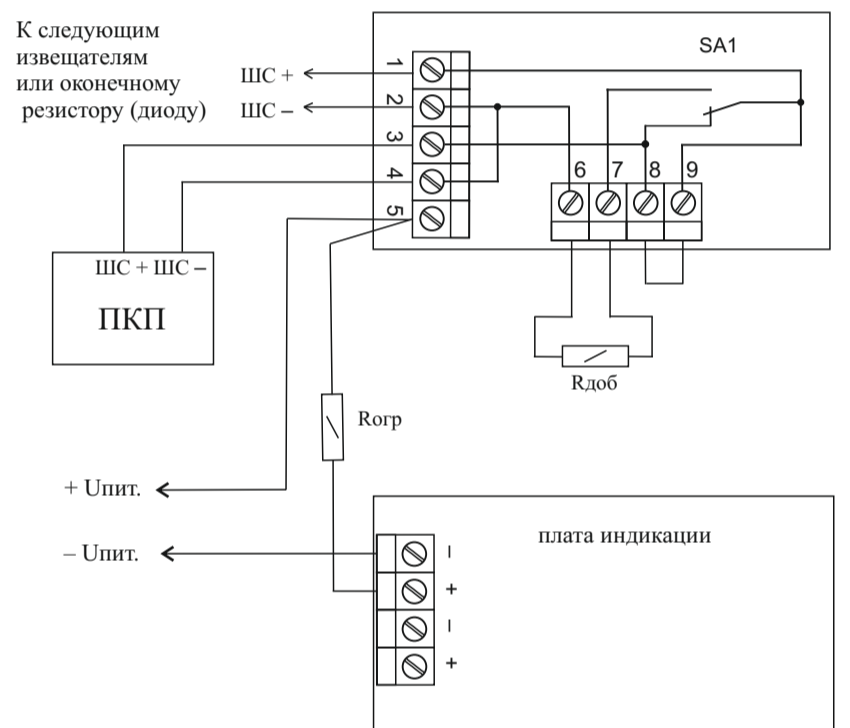 К следующим
извещателям
или оконечному
резистору (диоду)
ШС +
ШС –
1
2
3
4
5
SA1
6 7 8 9
ШС + ШС –
ПКП
Rдоб
Rогр
+ Uпит.
– Uпит.
плата индикации
–
+
–
+